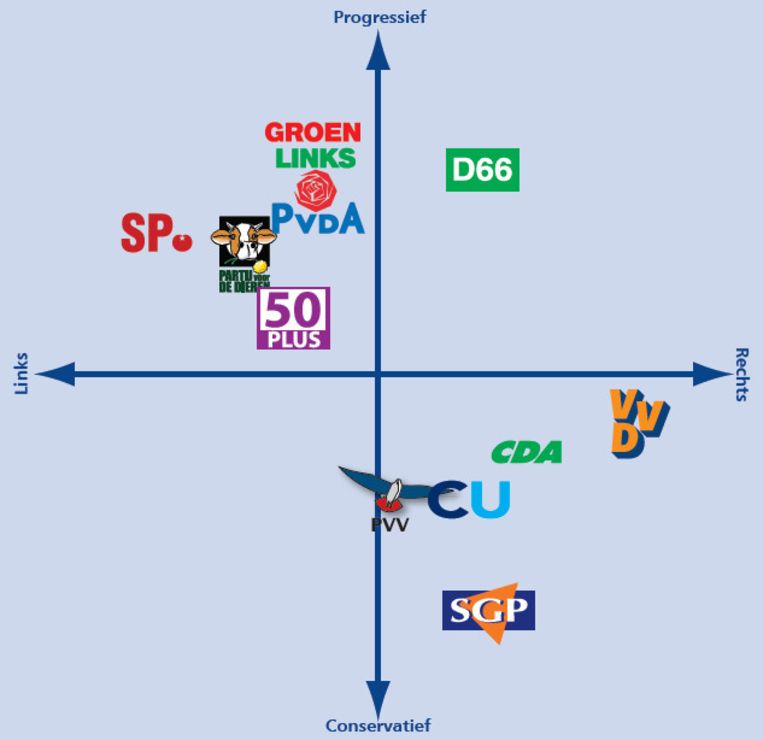 Progressief
GROEN
LINKS
D66
PVDA
SP
PARTIJ voor
DE DIEREN
50
PLUS
Links
Rechts
VVD
CDA
CU
PVV
SGP
Conservatief